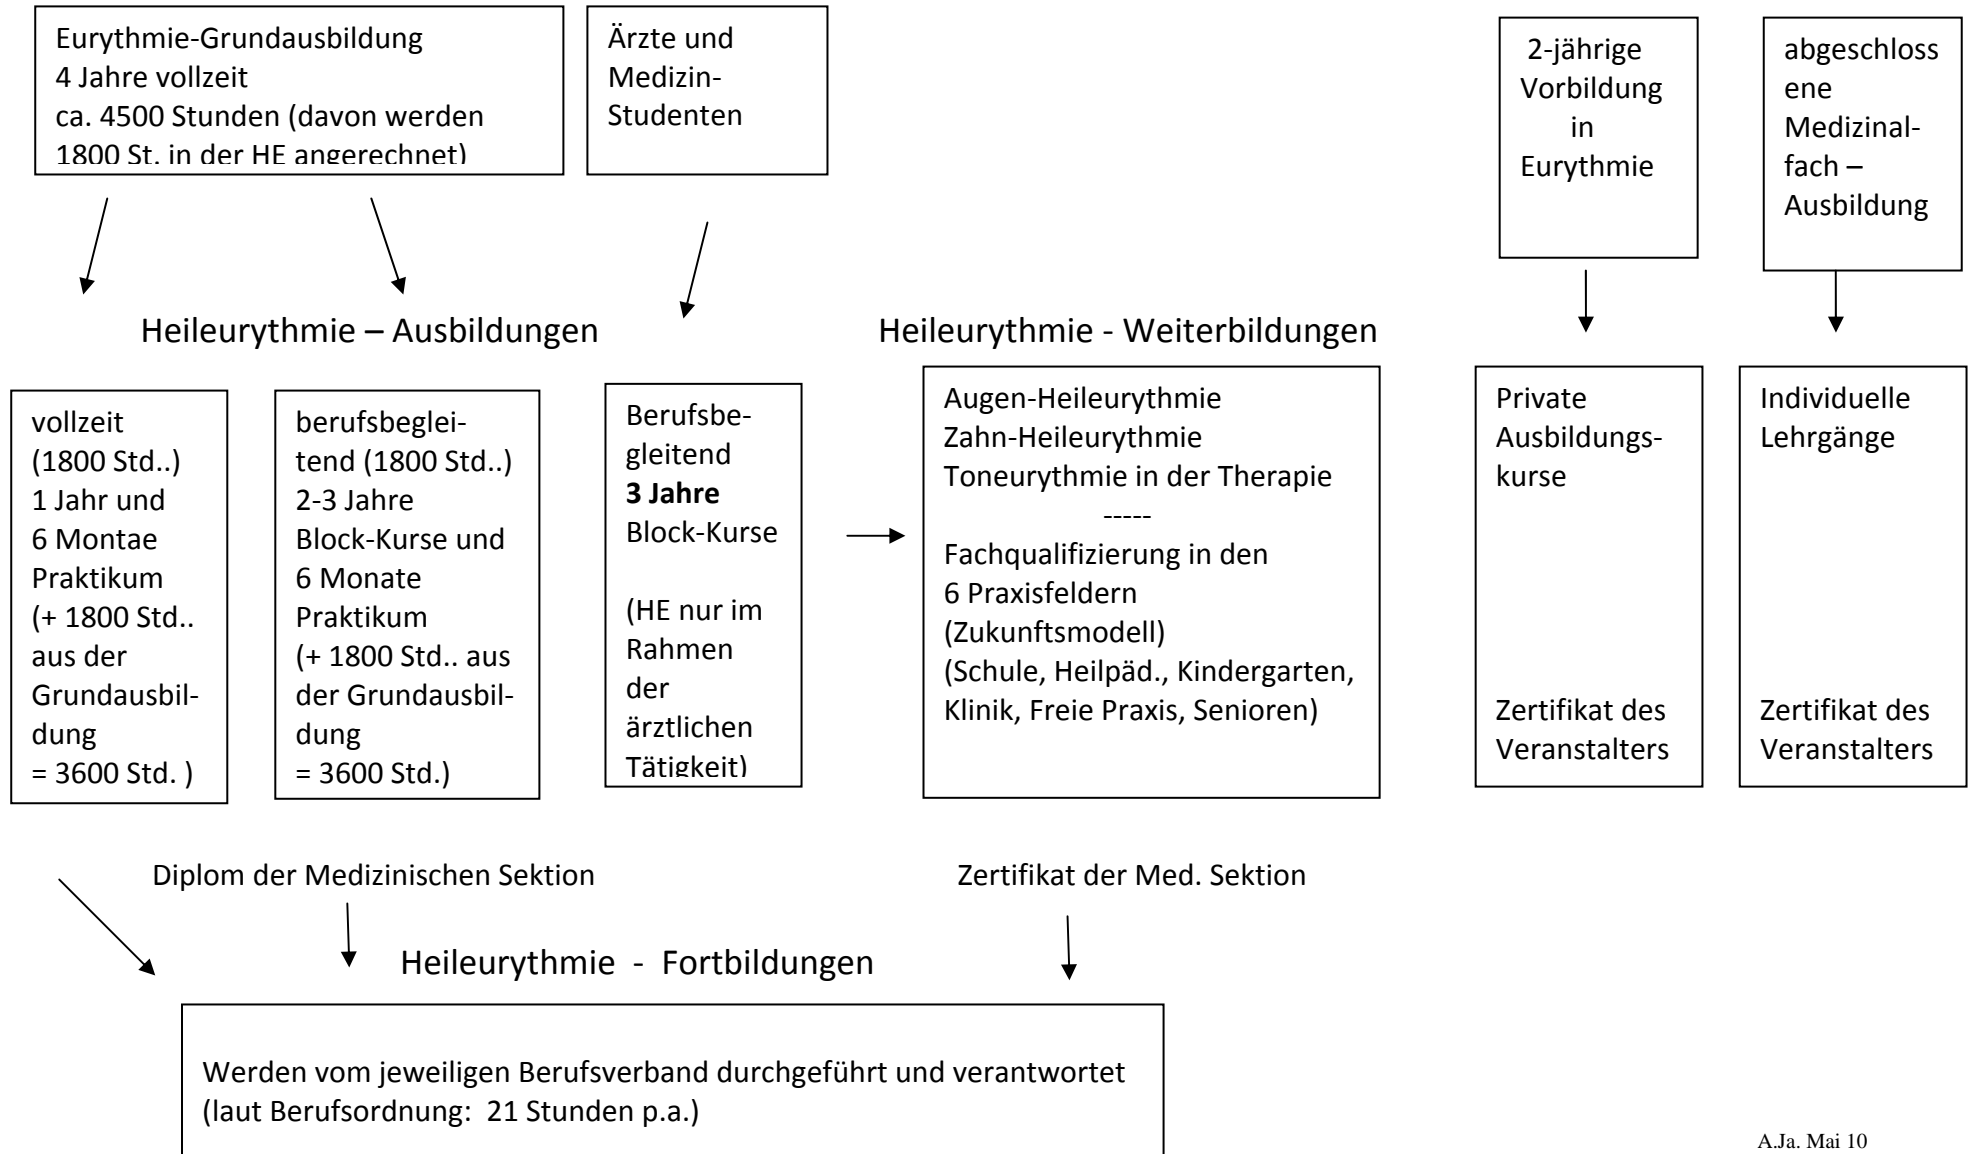 Eurythmie-Grundausbildung
4 Jahre vollzeit
ca. 4500 Stunden (davon werden
1800 St. in der HE angerechnet)
Ärzte und
Medizin-
Studenten
2-jährige
Vorbildung
in
Eurythmie
abgeschloss
ene
Medizinal-
fach –
Ausbildung
Heileurythmie – Ausbildungen
Heileurythmie - Weiterbildungen
vollzeit
(1800 Std..)
1 Jahr und
6 Montae
Praktikum
(+ 1800 Std..
aus der
Grundausbil-
dung
= 3600 Std. )
berufsbeglei-
tend (1800 Std..)
2-3 Jahre
Block-Kurse und
6 Monate
Praktikum
(+ 1800 Std.. aus
der Grundausbil-
dung
= 3600 Std.)
Berufsbe-
gleitend
3 Jahre
Block-Kurse
(HE nur im
Rahmen
der
ärztlichen
Tätigkeit)
Augen-Heileurythmie
Zahn-Heileurythmie
Toneurythmie in der Therapie
-----
Fachqualifizierung in den
6 Praxisfeldern
(Zukunftsmodell)
(Schule, Heilpäd., Kindergarten,
Klinik, Freie Praxis, Senioren)
Private
Ausbildungs-
kurse
Zertifikat des
Veranstalters
Individuelle
Lehrgänge
Zertifikat des
Veranstalters
Diplom der Medizinischen Sektion
Zertifikat der Med. Sektion
Heileurythmie - Fortbildungen
Werden vom jeweiligen Berufsverband durchgeführt und verantwortet
(laut Berufsordnung: 21 Stunden p.a.)
A.Ja. Mai 10